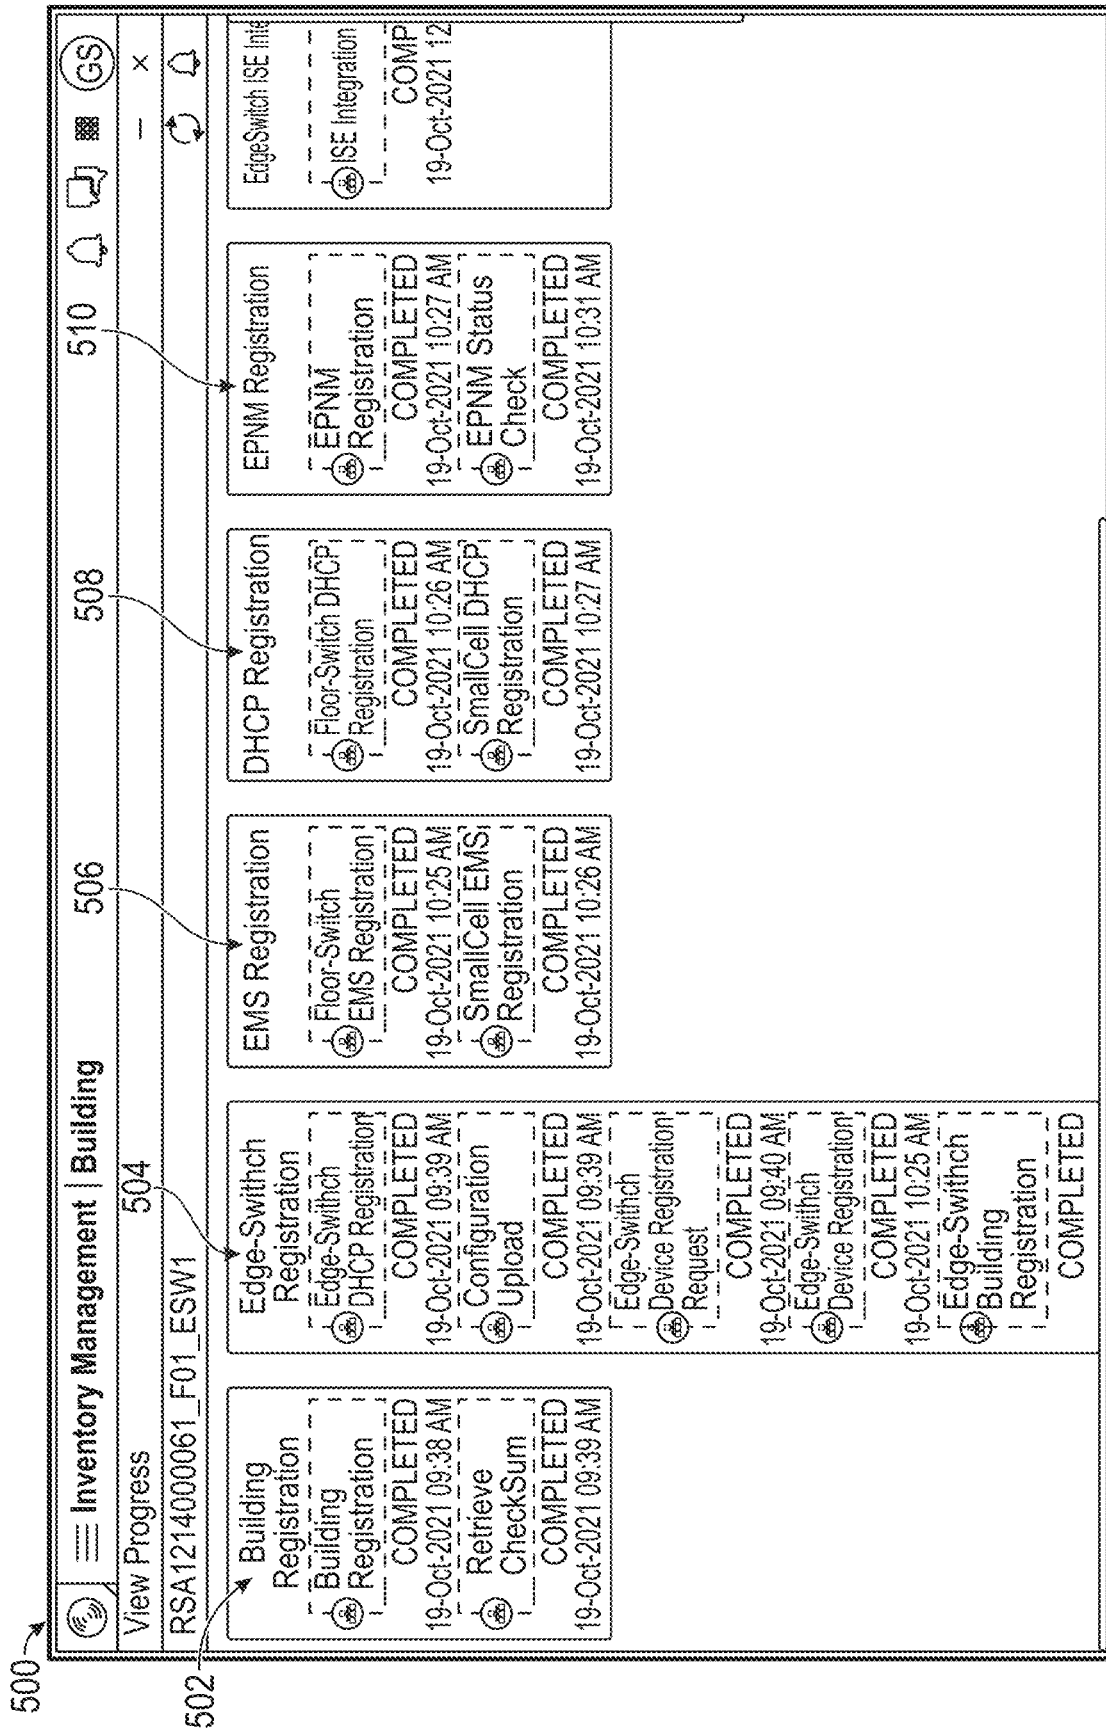 500
Inventory Management | Building
GS
View Progress
RSA1214000061_F01_ESW1
502
Building
Registration
Building
Registration
COMPLETED
19-Oct-2021 09:38 AM
Retrieve
CheckSum
COMPLETED
19-Oct-2021 09:39 AM
504
Edge-Swithch
Registration
Edge-Swithch
DHCP Registration
COMPLETED
19-Oct-2021 09:39 AM
Configuration
Upload
COMPLETED
19-Oct-2021 09:39 AM
Edge-Swithch
Device Registration
Request
COMPLETED
19-Oct-2021 09:40 AM
Edge-Swithch
Device Registration
COMPLETED
19-Oct-2021 10:25 AM
Edge-Swithch
Building
Registration
COMPLETED
506
EMS Registration
Floor-Switch
EMS Registration
COMPLETED
19-Oct-2021 10:25 AM
SmallCell EMS
Registration
COMPLETED
19-Oct-2021 10:26 AM
508
DHCP Registration
Floor-Switch DHCP
Registration
COMPLETED
19-Oct-2021 10:26 AM
SmallCell DHCP
Registration
COMPLETED
19-Oct-2021 10:27 AM
510
EPNM Registration
EPNM
Registration
COMPLETED
19-Oct-2021 10:27 AM
EPNM Status
Check
COMPLETED
19-Oct-2021 10:31 AM
EdgeSwitch ISE Inte
ISE Integration
COMP
19-Oct-2021 12